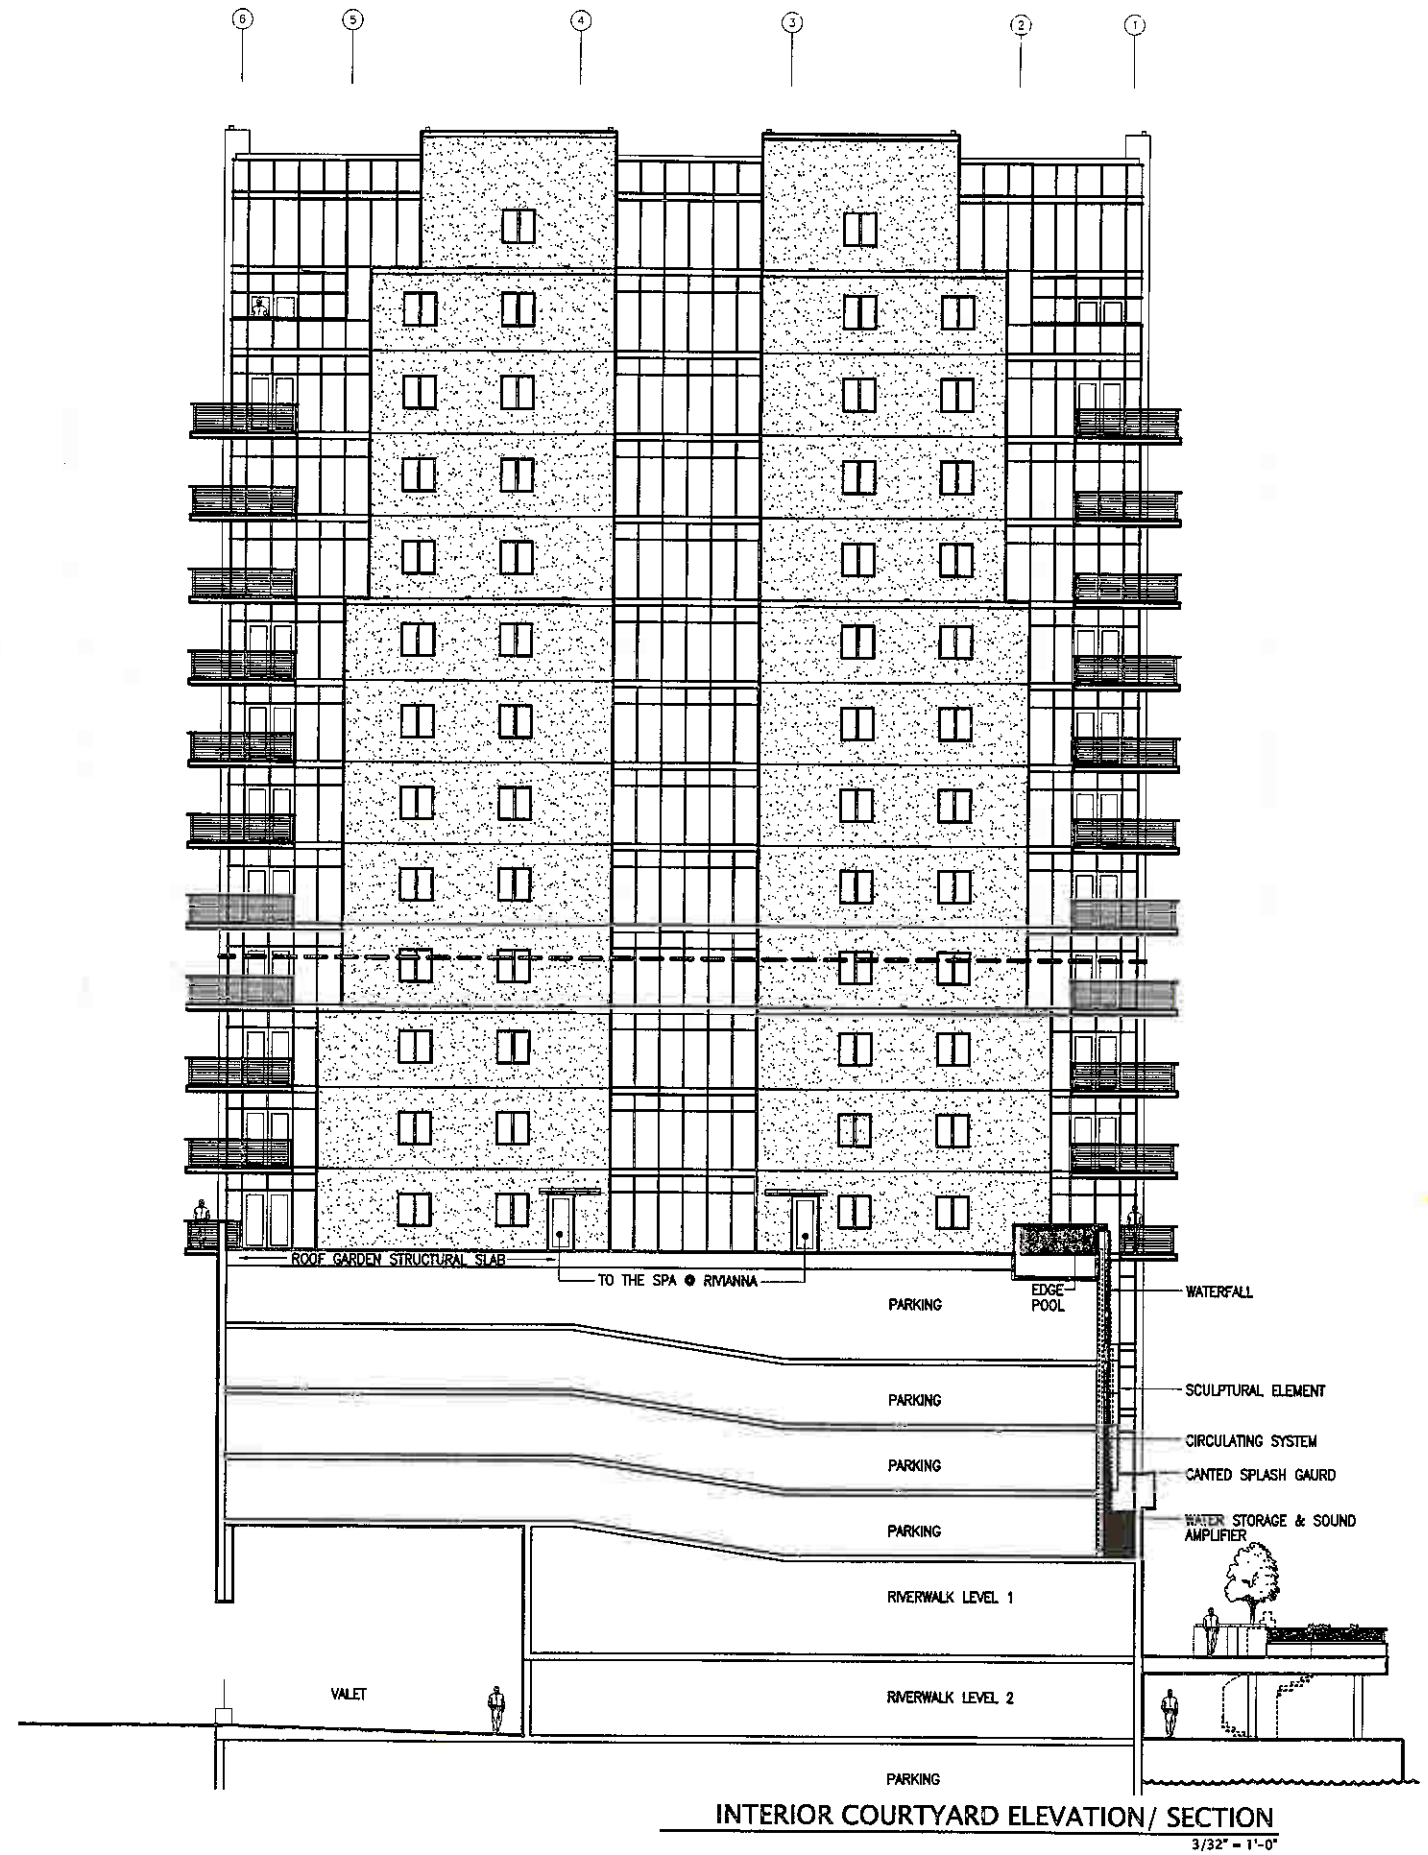 6 5 4 3 2 1
ROOF GARDEN STRUCTURAL SLAB
TO THE SPA @ RIVIANNA
EDGE
POOL
WATERFALL
PARKING
SCULPTURAL ELEMENT
PARKING
CIRCULATING SYSTEM
PARKING
CANTED SPLASH GAURD
PARKING
WATER STORAGE & SOUND
AMPLIFIER
RIVERWALK LEVEL 1
VALET
RIVERWALK LEVEL 2
PARKING
INTERIOR COURTYARD ELEVATION/ SECTION
3/32" = 1'-0"